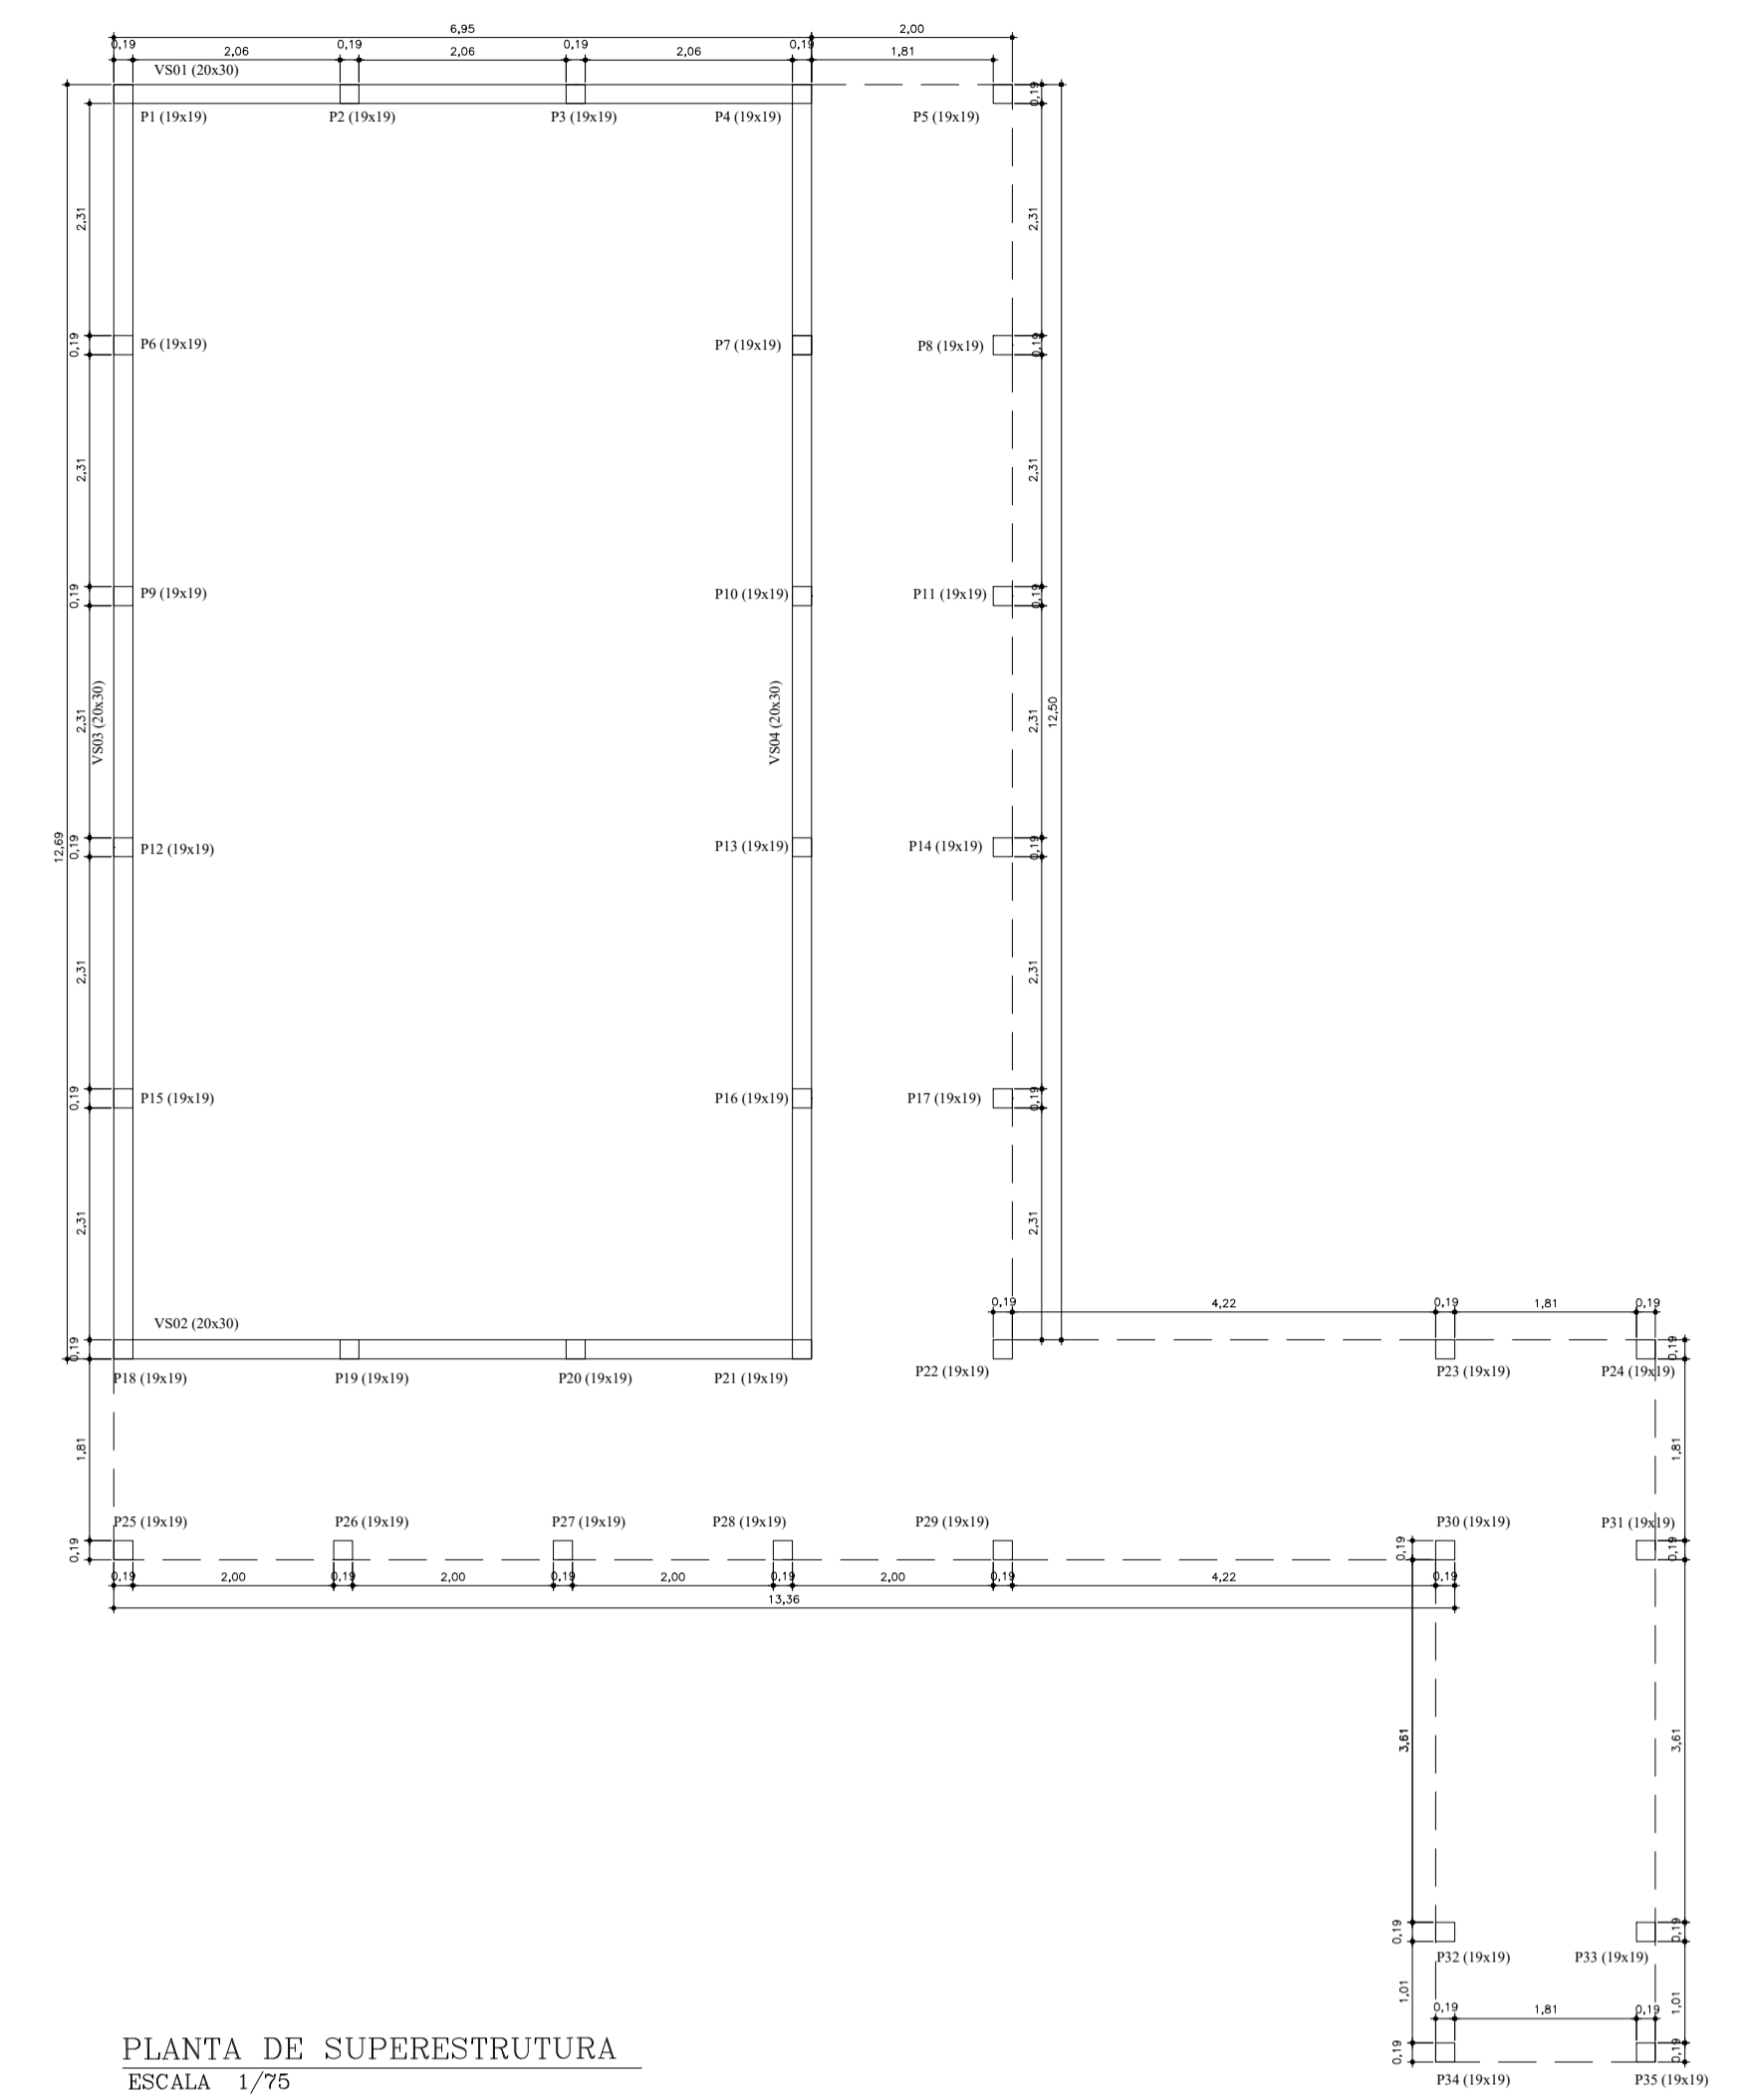 6,95 2,00
0,19 2,06 0,19 2,06 0,19 2,06 0,19 1,81
VS01 (20x30)
0,19
P1 (19x19) P2 (19x19) P3 (19x19) P4 (19x19) P5 (19x19)
2,31 2,31
0,19 P6 (19x19) P7 (19x19) P8 (19x19) 0,19
2,31 2,31
0,19 P9 (19x19) P10 (19x19) P11 (19x19) 0,19
2,31 VS03 (20x30) VS04 (20x30) 2,31 12,50
12,69 0,19 P12 (19x19) P13 (19x19) P14 (19x19) 0,19
2,31 2,31
0,19 P15 (19x19) P16 (19x19) P17 (19x19) 0,19
2,31 2,31
0,19 4,22 0,19 1,81 0,19
VS02 (20x30)
0,19 0,19
P18 (19x19) P19 (19x19) P20 (19x19) P21 (19x19) P22 (19x19) P23 (19x19) P24 (19x19)
1,81 1,81
P25 (19x19) P26 (19x19) P27 (19x19) P28 (19x19) P29 (19x19) P30 (19x19) P31 (19x19)
0,19 0,19 0,19
0,19 2,00 0,19 2,00 0,19 2,00 0,19 2,00 0,19 4,22 0,19
13,36
3,61 3,61
0,19 0,19
P32 (19x19) P33 (19x19)
1,01 1,01
0,19 1,81 0,19
0,19 0,19
P34 (19x19) P35 (19x19)
PLANTA DE SUPERESTRUTURA
ESCALA 1/75